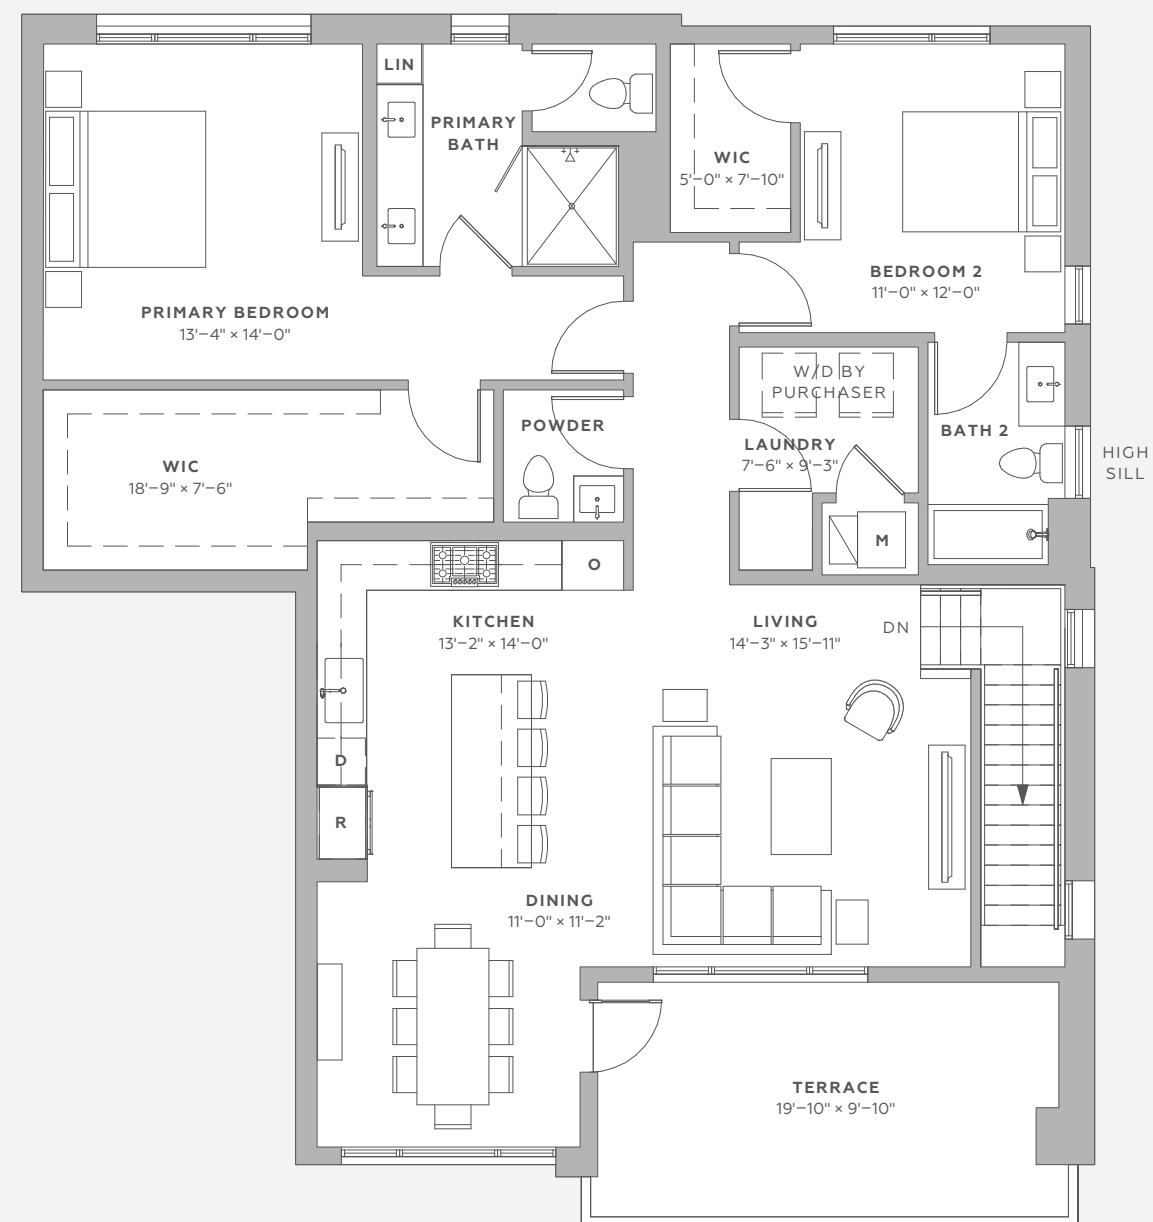 LIN
PRIMARY
BATH
WIC
5'–0" × 7'–10"
BEDROOM 2
11'–0" × 12'–0"
PRIMARY BEDROOM
13'–4" × 14'–0"
W/D BY
PURCHASER
POWDER
BATH 2
LAUNDRY
7'–6" × 9'–3"
HIGH
SILL
WIC
18'–9" × 7'–6"
M
O
KITCHEN
13'–2" × 14'–0"
LIVING
14'–3" × 15'–11"
DN
D
R
DINING
11'–0" × 11'–2"
TERRACE
19'–10" × 9'–10"